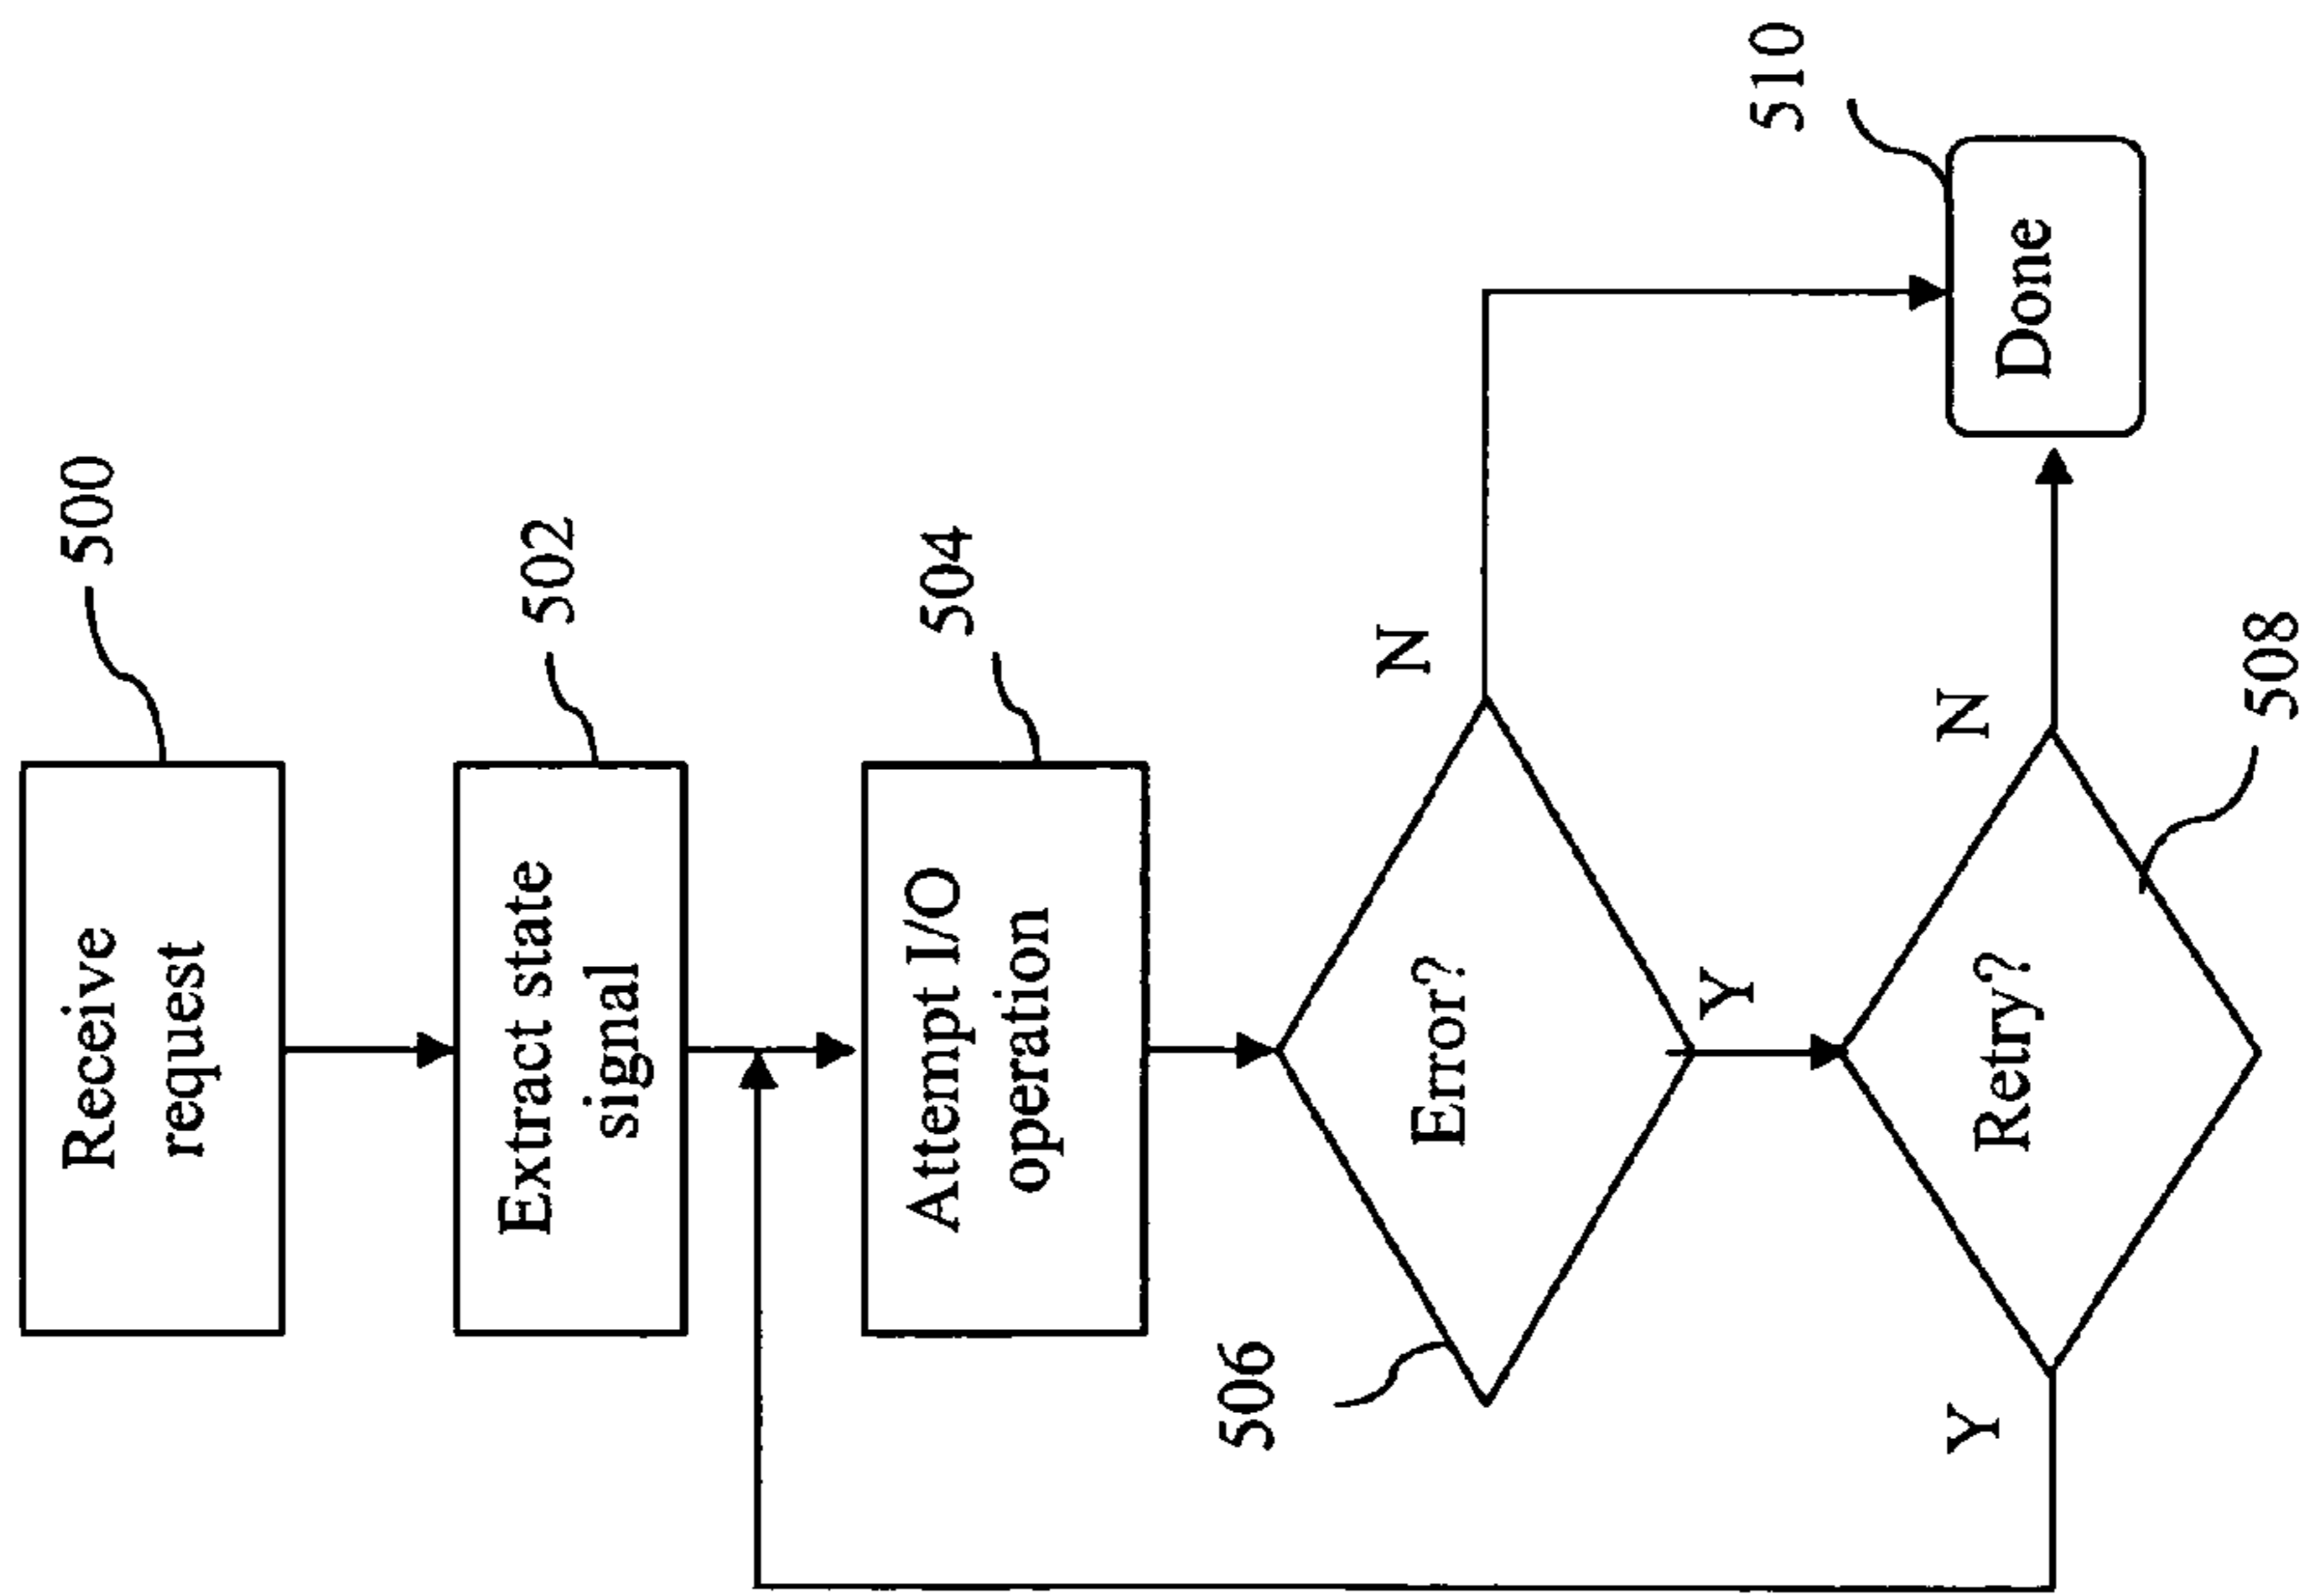 500
Receive
request
502
Extract state
signal
504
Attempt I/O
operation
506
Error?
N
Y
508
Retry?
Y
N
510
Done